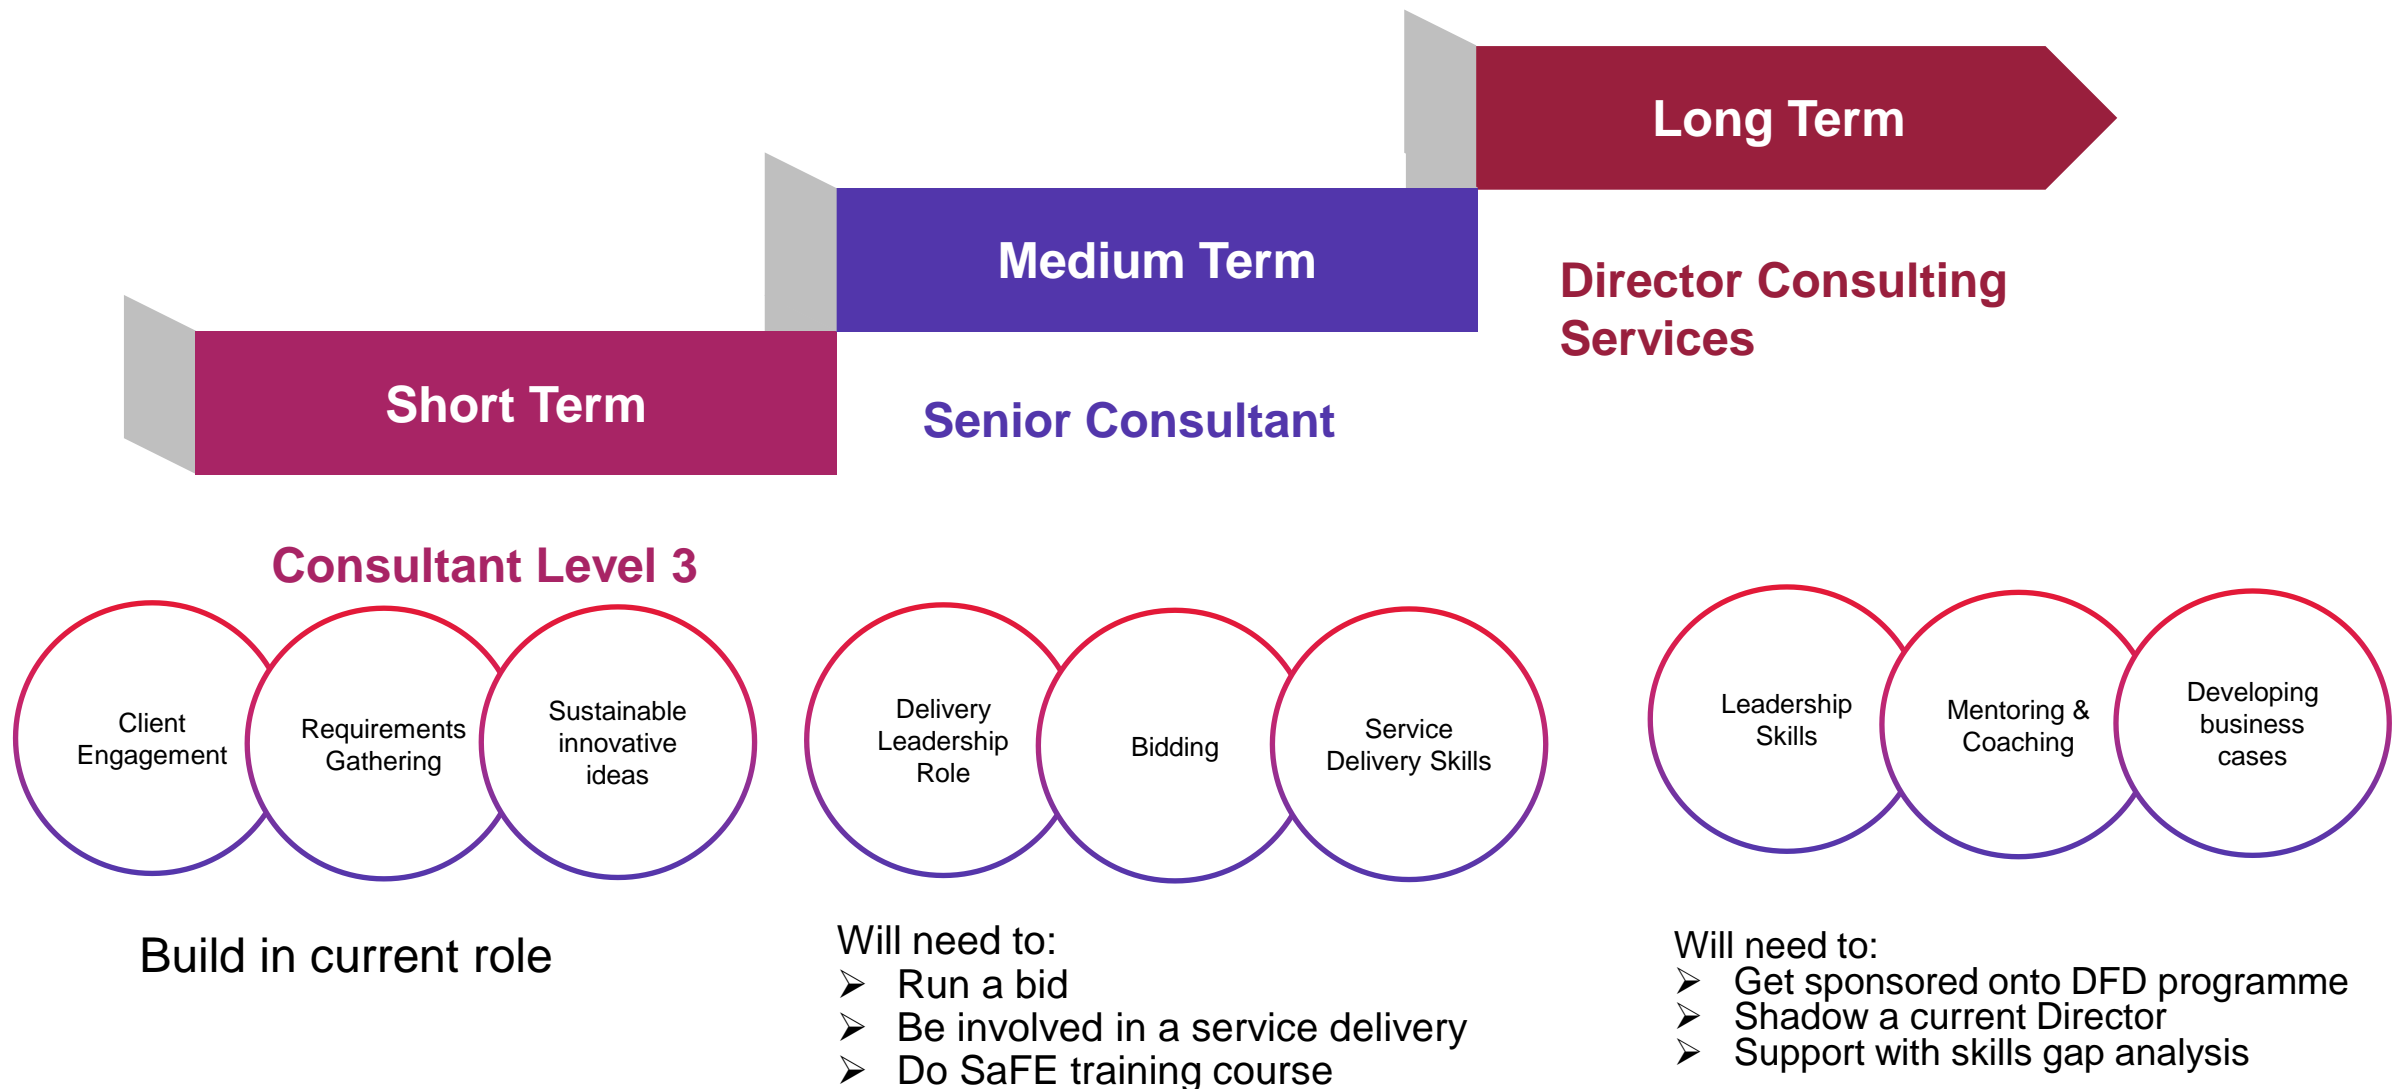 Long Term
Medium Term
Short Term
Director Consulting
Services
Senior Consultant
Consultant Level 3
Client
Engagement
Requirements
Gathering
Sustainable
innovative
ideas
Delivery
Leadership
Role
Bidding
Service
Delivery Skills
Leadership
Skills
Mentoring &
Coaching
Developing
business
cases
Build in current role
Will need to:
➢ Run a bid
➢ Be involved in a service delivery
➢ Do SaFE training course
Will need to:
➢ Get sponsored onto DFD programme
➢ Shadow a current Director
➢ Support with skills gap analysis